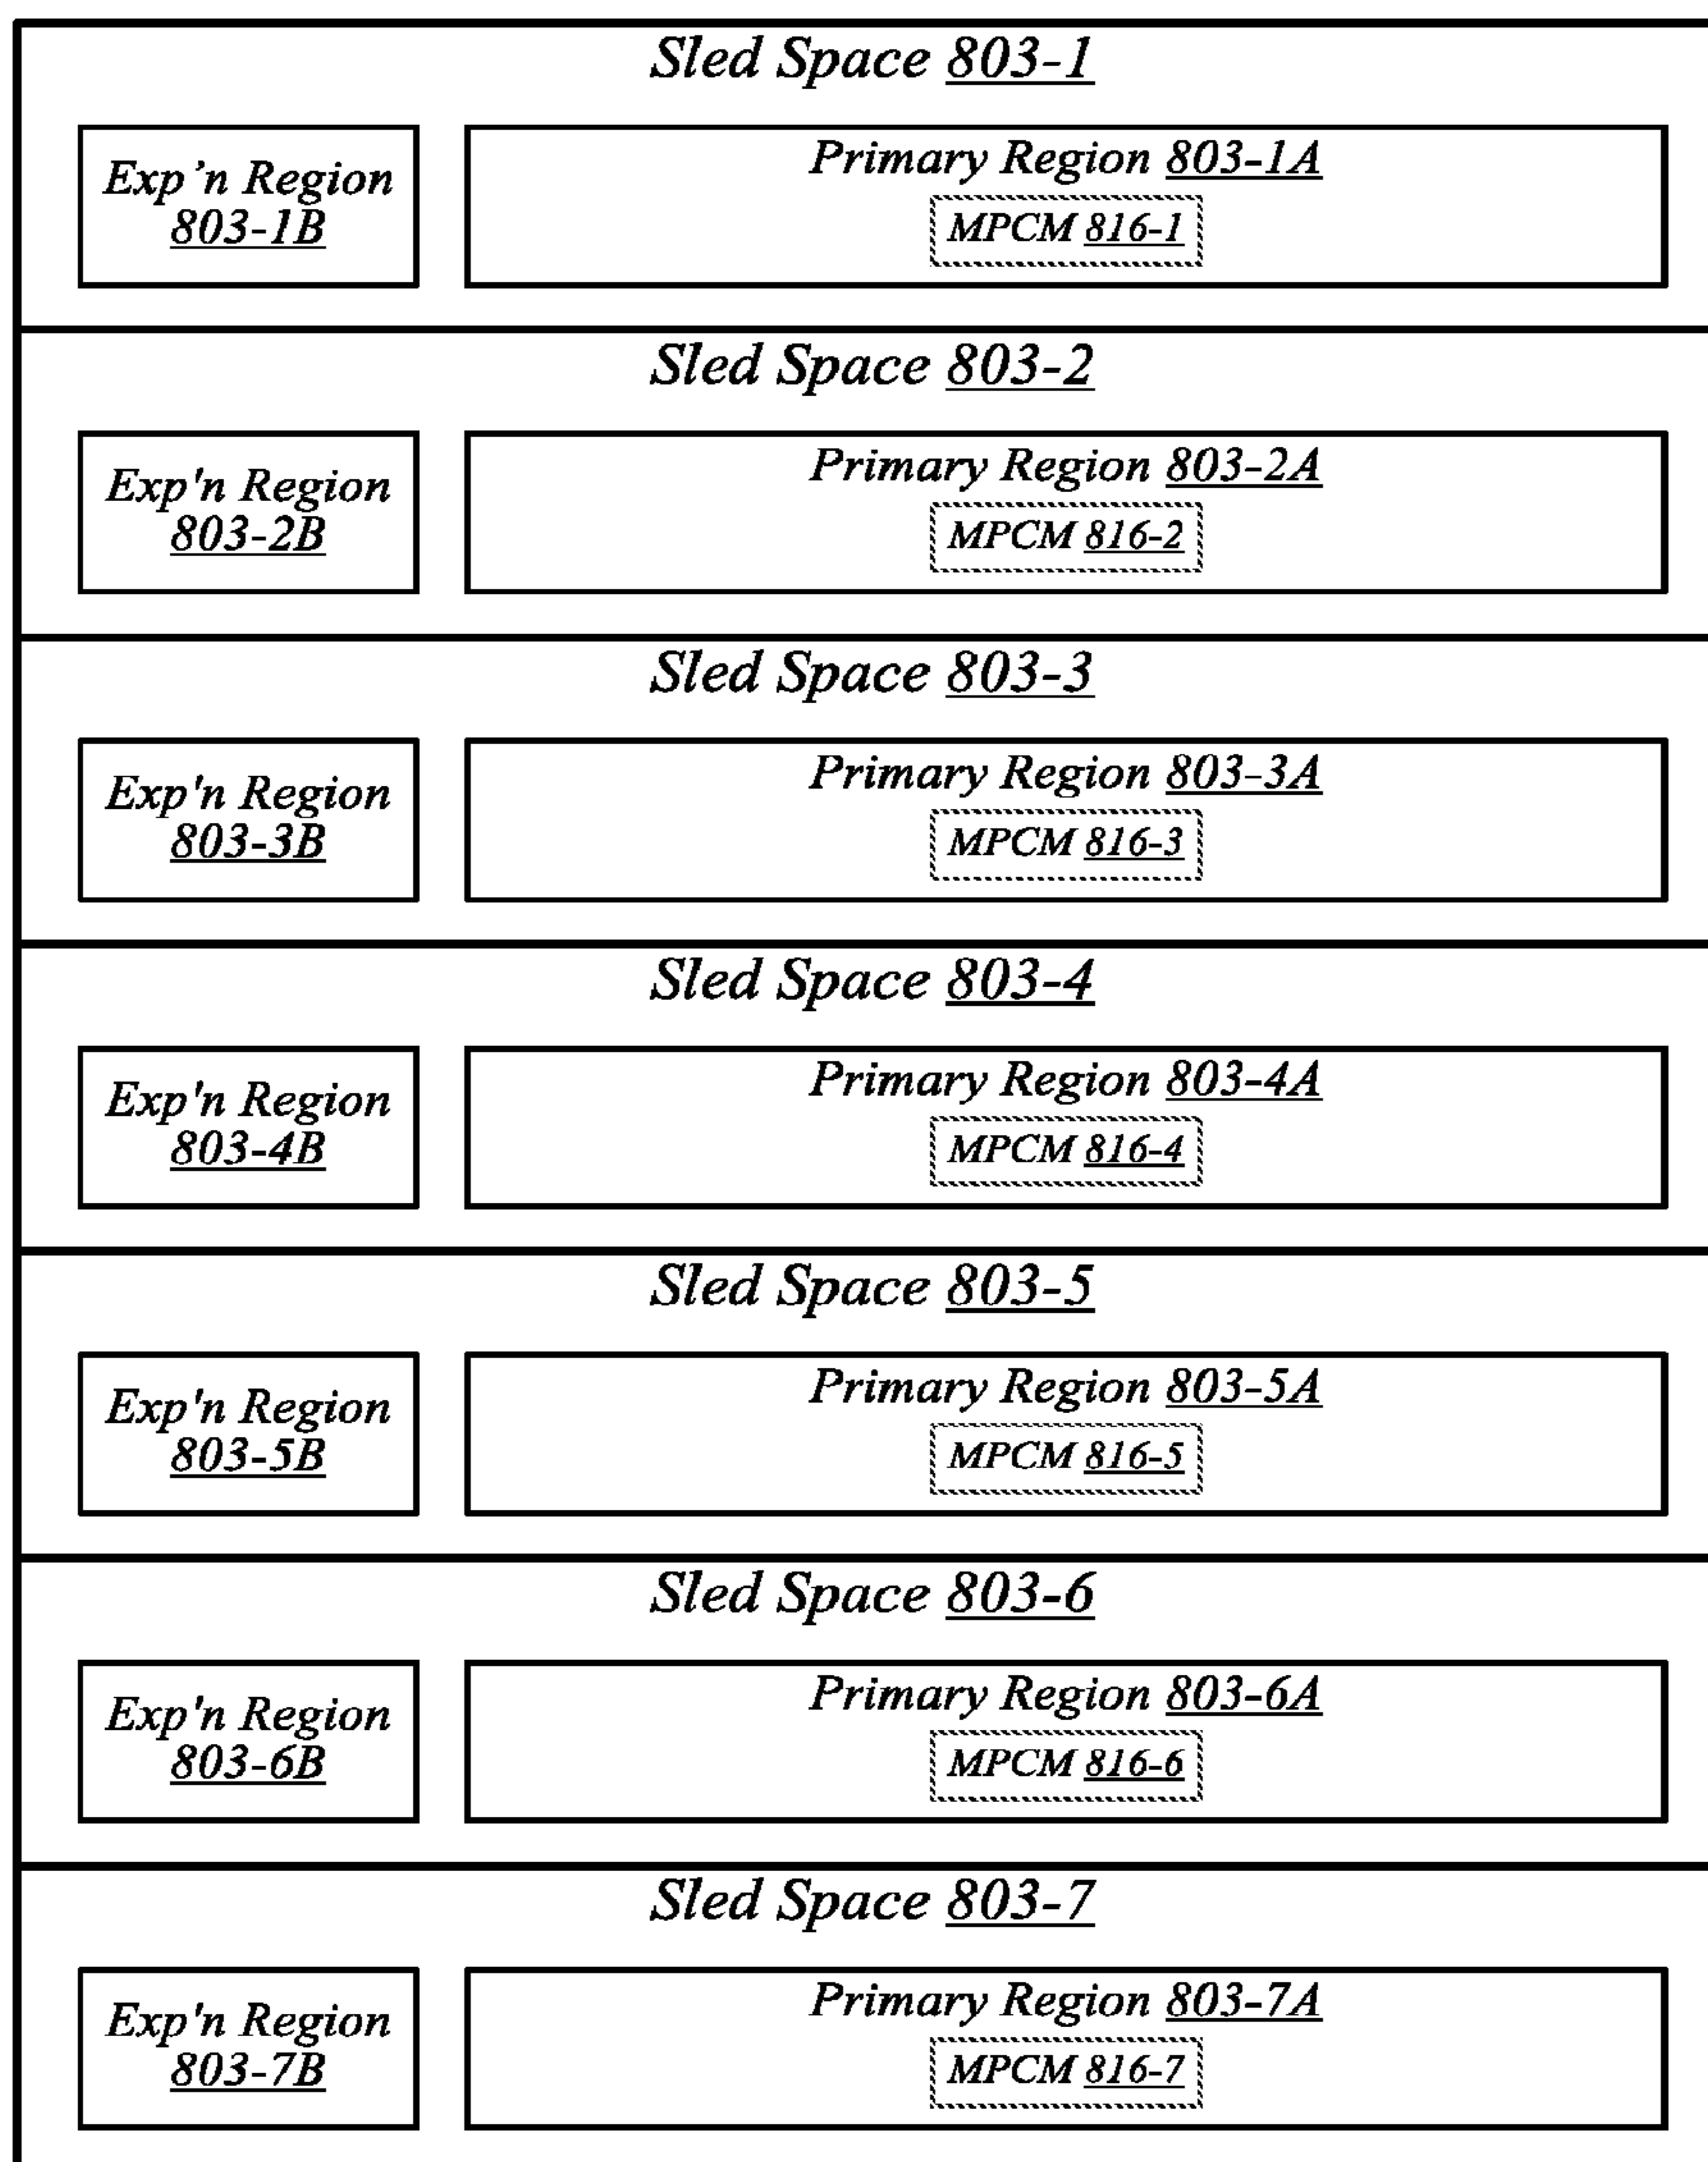 Sled Space 803-1
Exp’n Region
803-1B
Primary Region 803-1A
MPCM 816-1
Sled Space 803-2
Exp'n Region
803-2B
Primary Region 803-2A
MPCM 816-2
Sled Space 803-3
Exp'n Region
803-3B
Primary Region 803-3A
MPCM 816-3
Sled Space 803-4
Exp'n Region
803-4B
Primary Region 803-4A
MPCM 816-4
Sled Space 803-5
Exp'n Region
803-5B
Primary Region 803-5A
MPCM 816-5
Sled Space 803-6
Exp'n Region
803-6B
Primary Region 803-6A
MPCM 816-6
Sled Space 803-7
Exp'n Region
803-7B
Primary Region 803-7A
MPCM 816-7